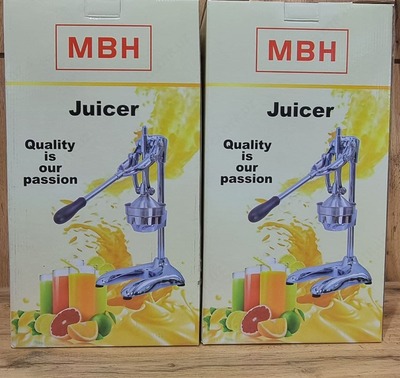 MBH
Juicer
Quality
is
our
passion
MBH
Juicer
Quality
is
our
passion